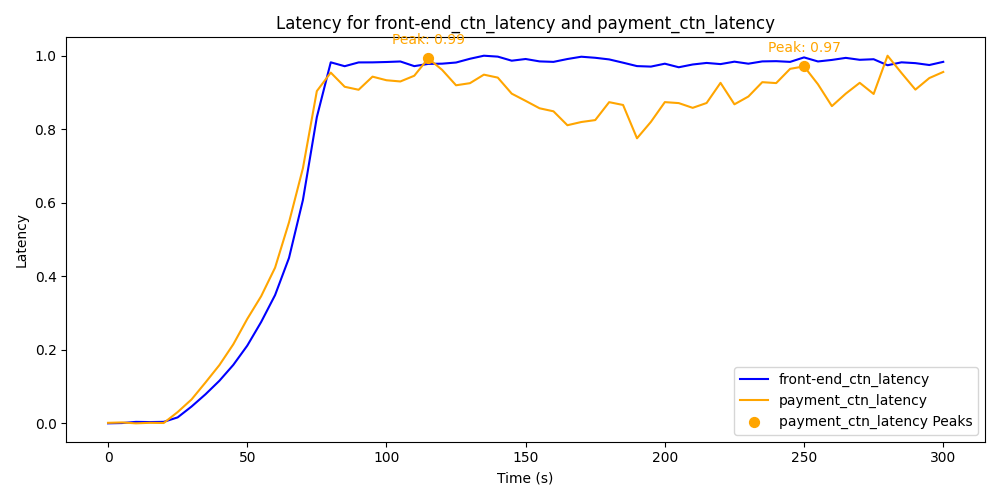 Latency for front-end_ctn_latency and payment_ctn_latency
Peak: 0.99
Peak: 0.97
1.0
0.8
0.6
0.4
0.2
0.0
Latency
0 50 100 150 200 250 300
Time (s)
front-end_ctn_latency
payment_ctn_latency
payment_ctn_latency Peaks